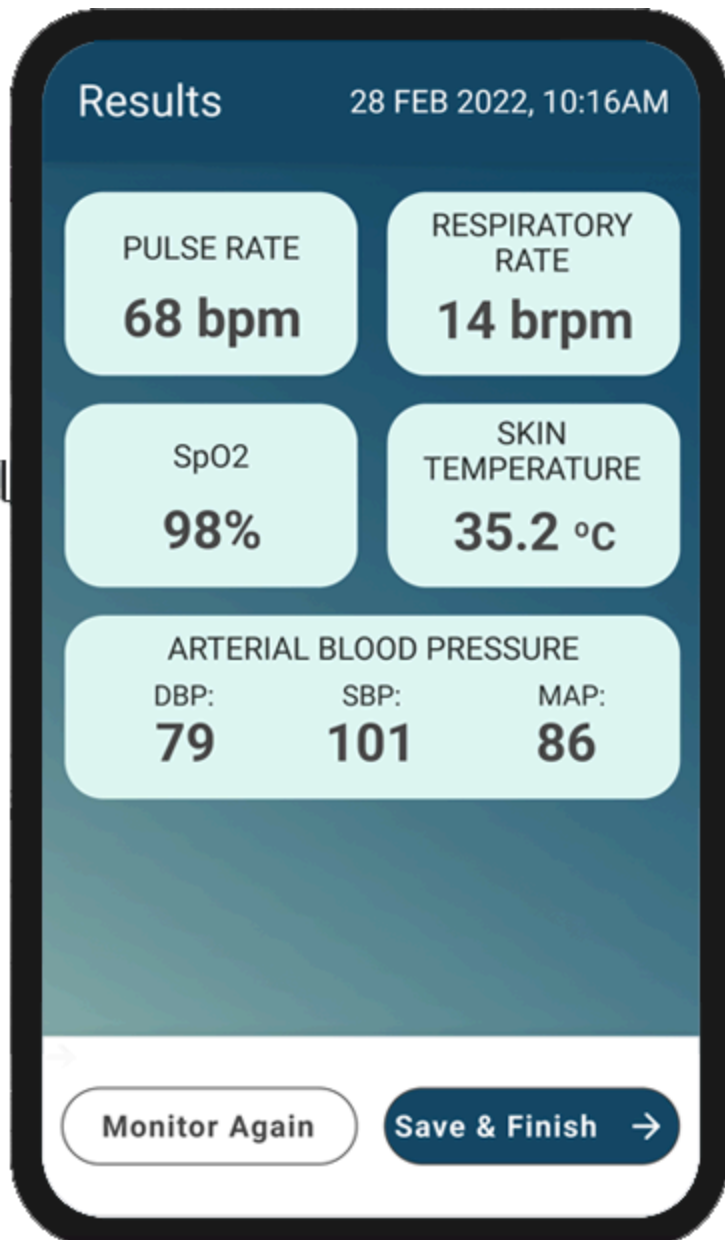 Results
28 FEB 2022, 10:16AM
PULSE RATE
68 bpm
RESPIRATORY
RATE
14 brpm
SpO2
98%
SKIN
TEMPERATURE
35.2 ºC
ARTERIAL BLOOD PRESSURE
DBP: SBP: MAP:
79 101 86
Monitor Again
Save & Finish →